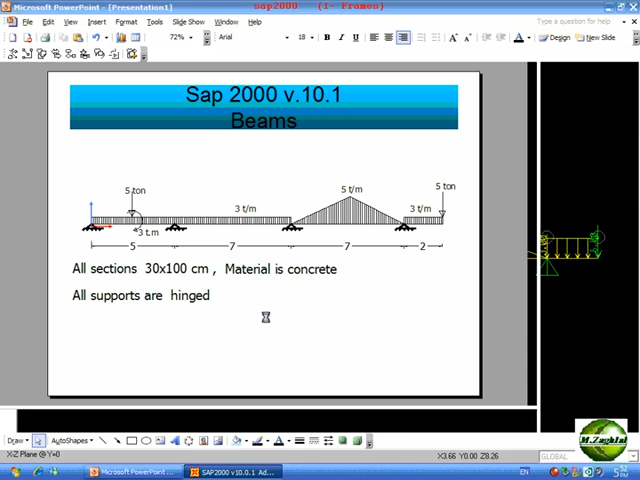 Microsoft PowerPoint - [Presentation1]
sap2000 (1- Frames)
File Edit View Insert Format Tools Slide Show Window Help
Type a question for help
72% Arial 18 B I U S A A A Design New Slide
Sap 2000 v.10.1
Beams
5 ton
3 t/m
5 t/m
3 t/m
5 ton
3 t.m
5 7 7 2
All sections 30x100 cm , Material is concrete
All supports are hinged
M.Zaghlal
Draw AutoShapes
X-Z Plane @ Y=0
X3.66 Y0.00 Z8.26
GLOBAL
Microsoft PowerPoint ...
SAP2000 v10.0.1 Ad...
EN